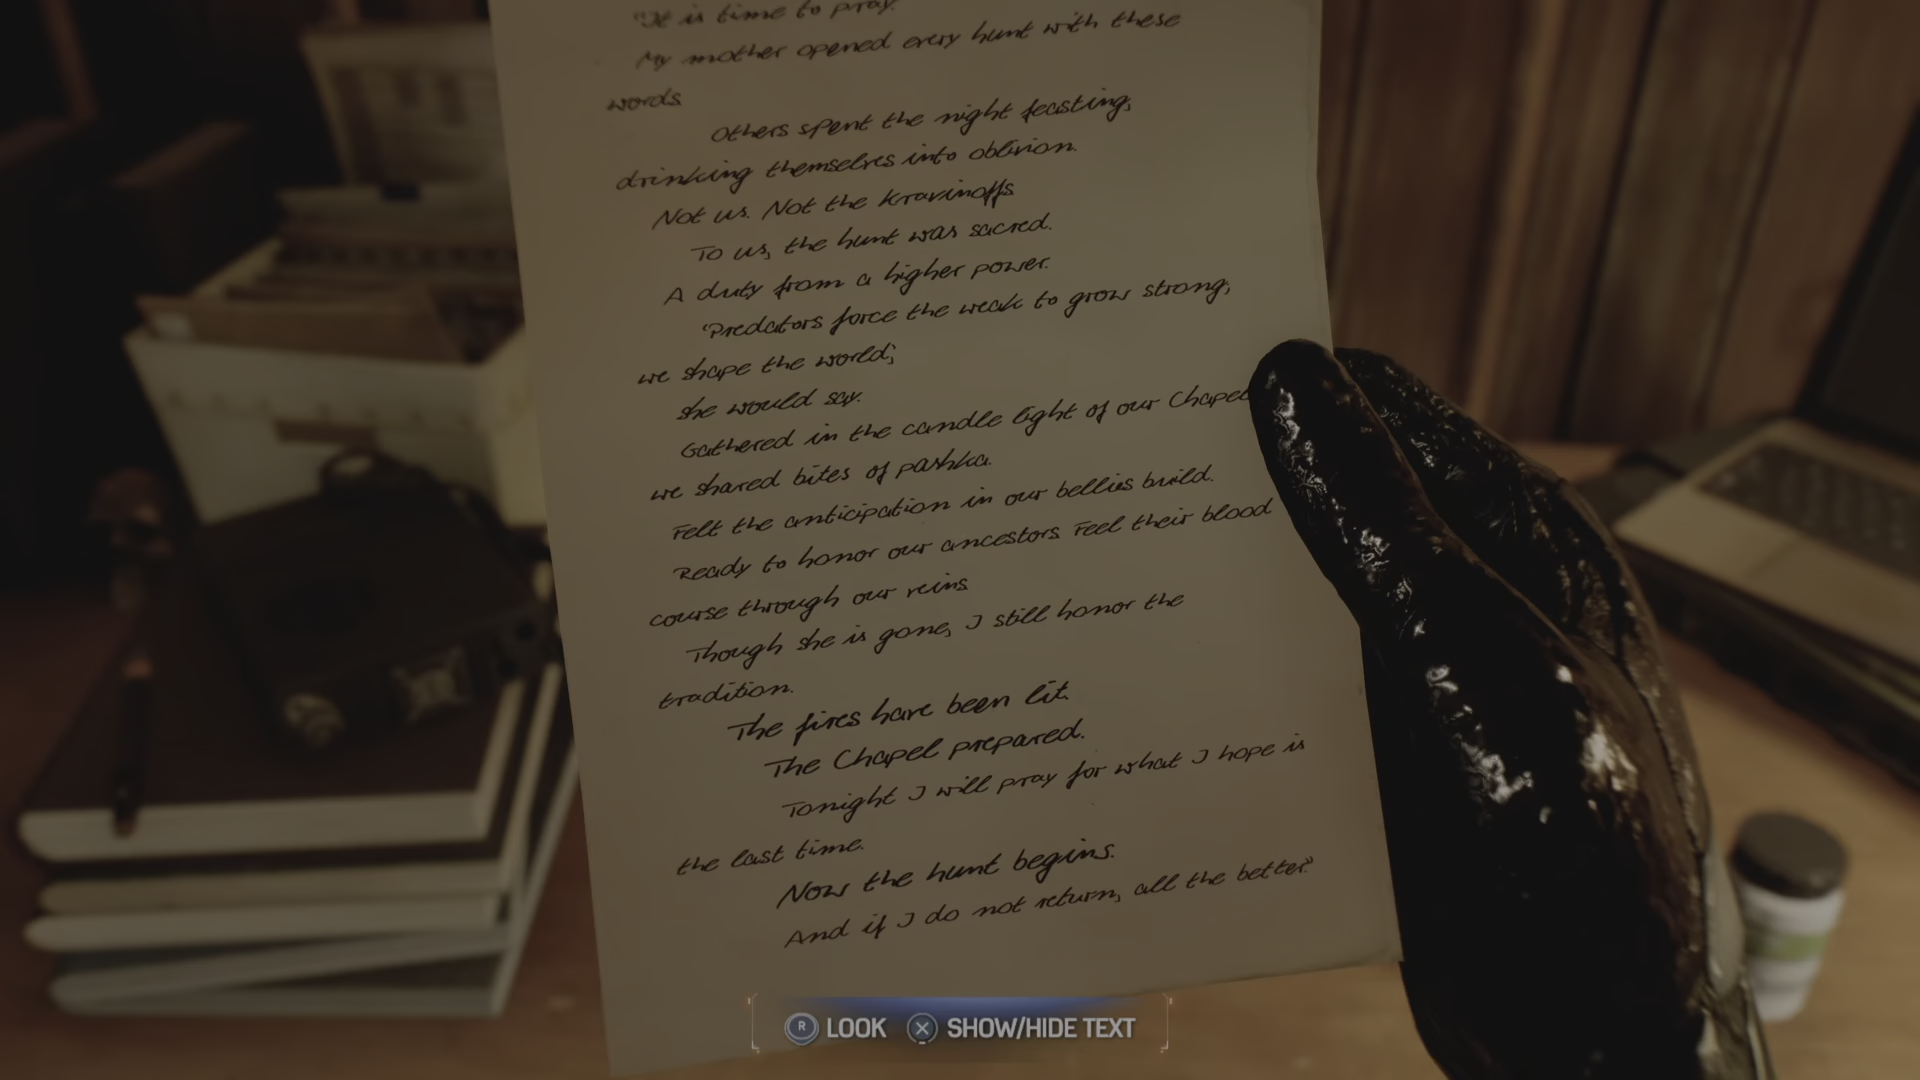 "It is time to pray."
My mother opened every hunt with these
words.
Others spent the night feasting,
drinking themselves into oblivion.
Not us. Not the Kravinoffs
To us, the hunt was sacred.
A duty from a higher power.
'Predators force the weak to grow strong,
we shape the world,'
she would say.
Gathered in the candle light of our Chapel
we shared bites of pashka.
Felt the anticipation in our bellies build.
Ready to honor our ancestors. Feel their blood
course through our veins.
Though she is gone, I still honor the
tradition.
The fires have been lit.
The Chapel prepared.
Tonight I will pray for what I hope is
the last time.
Now the hunt begins.
And if I do not return, all the better."
R LOOK X SHOW/HIDE TEXT